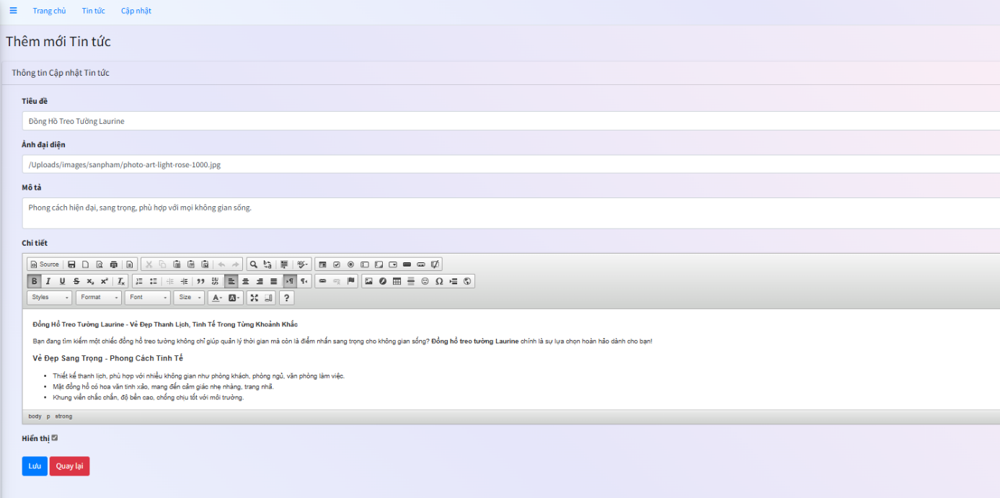 Trang chủ Tin tức Cập nhật
Thêm mới Tin tức
Thông tin Cập nhật Tin tức
Tiêu đề
Đồng Hồ Treo Tường Laurine
Ảnh đại diện
/Uploads/images/sanpham/photo-art-light-rose-1000.jpg
Mô tả
Phong cách hiện đại, sang trọng, phù hợp với mọi không gian sống.
Chi tiết
Source
B I U S x₂ x² Tx
Styles Format Font Size A A ?
Đồng Hồ Treo Tường Laurine - Vẻ Đẹp Thanh Lịch, Tinh Tế Trong Từng Khoảnh Khắc
Bạn đang tìm kiếm một chiếc đồng hồ treo tường không chỉ giúp quản lý thời gian mà còn là điểm nhấn sang trọng cho không gian sống? Đồng hồ treo tường Laurine chính là sự lựa chọn hoàn hảo dành cho bạn!
Vẻ Đẹp Sang Trọng - Phong Cách Tinh Tế
• Thiết kế thanh lịch, phù hợp với nhiều không gian như phòng khách, phòng ngủ, văn phòng làm việc.
• Mặt đồng hồ có hoa văn tinh xảo, mang đến cảm giác nhẹ nhàng, trang nhã.
• Khung viền chắc chắn, độ bền cao, chống chịu tốt với môi trường.
body p strong
Hiển thị
Lưu Quay lại